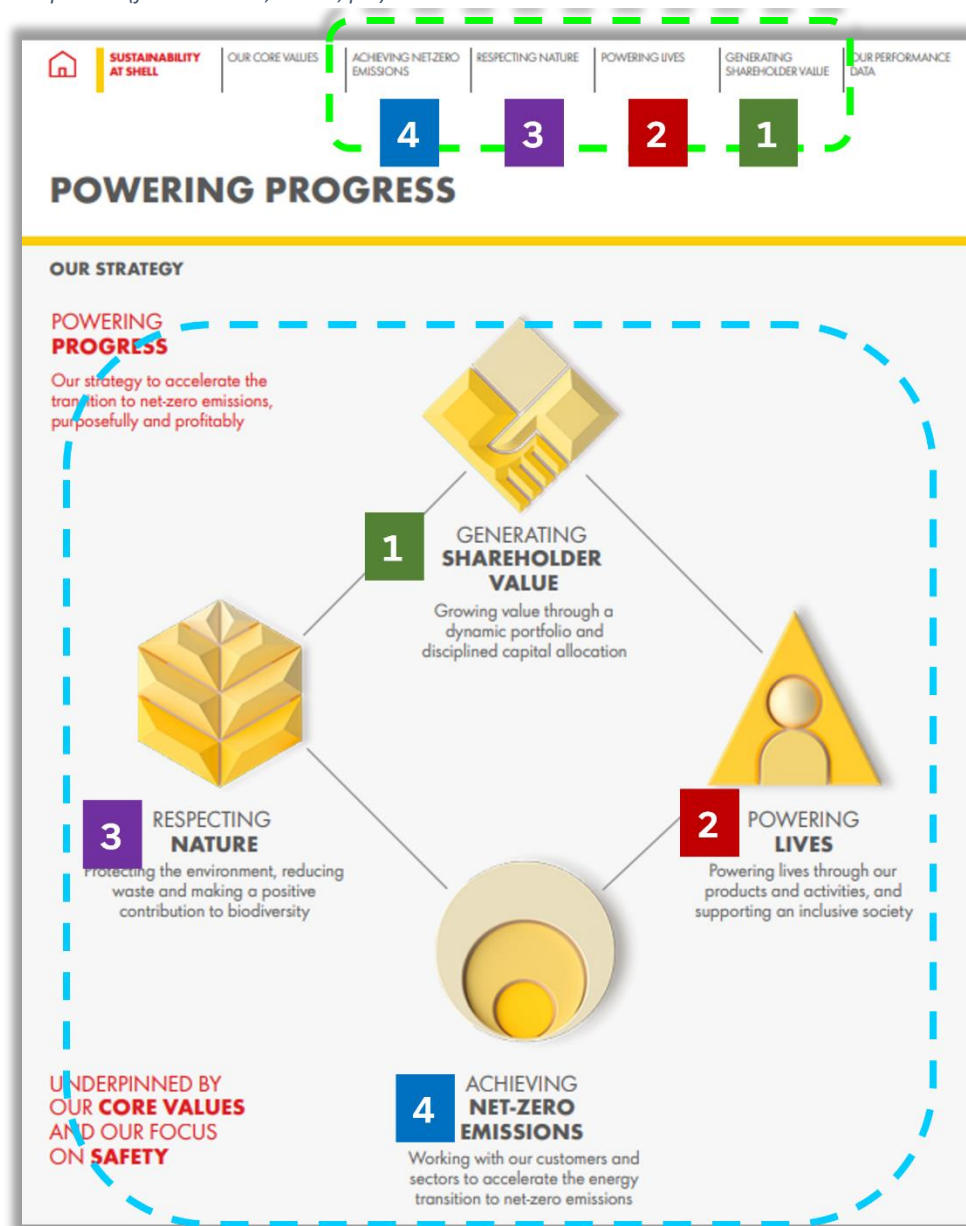 SUSTAINABILITY
AT SHELL
OUR CORE VALUES
ACHIEVING NET-ZERO
EMISSIONS
RESPECTING NATURE
POWERING LIVES
GENERATING
SHAREHOLDER VALUE
OUR PERFORMANCE
DATA
4
3
2
1
POWERING PROGRESS
OUR STRATEGY
POWERING
PROGRESS
Our strategy to accelerate the
transition to net-zero emissions,
purposefully and profitably
1
GENERATING
SHAREHOLDER
VALUE
Growing value through a
dynamic portfolio and
disciplined capital allocation
3
RESPECTING
NATURE
Protecting the environment, reducing
waste and making a positive
contribution to biodiversity
2
POWERING
LIVES
Powering lives through our
products and activities, and
supporting an inclusive society
UNDERPINNED BY
OUR CORE VALUES
AND OUR FOCUS
ON SAFETY
4
ACHIEVING
NET-ZERO
EMISSIONS
Working with our customers and
sectors to accelerate the energy
transition to net-zero emissions